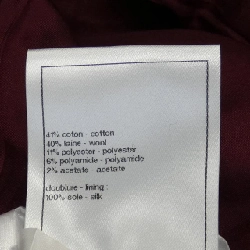 41% coton - cotton
40% laine - wool
11% polyester - polyester
6% polyamide - polyamide
2% acetate - acetate
doublure - lining :
100% soie - silk